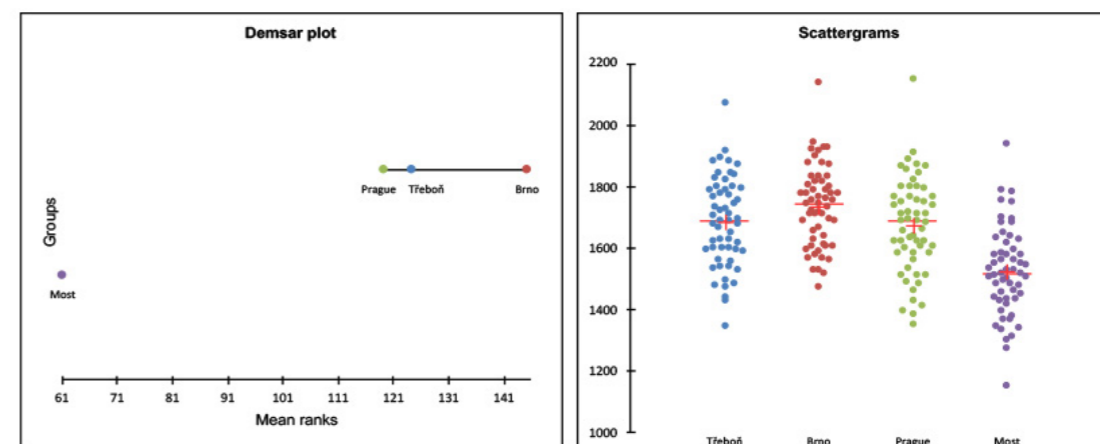 Demsar plot
Prague Třeboň Brno
Groups
Most
61 71 81 91 101 111 121 131 141
Mean ranks
Scattergrams
2200
2000
1800
1600
1400
1200
1000
Třeboň Brno Prague Most